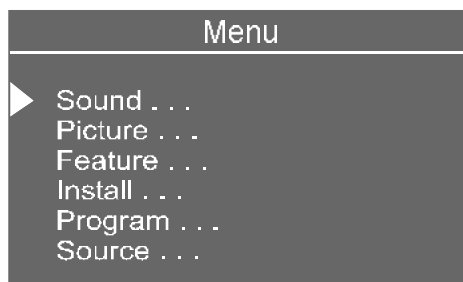 Menu
Sound . . .
Picture . . .
Feature . . .
Install . . .
Program . . .
Source . . .